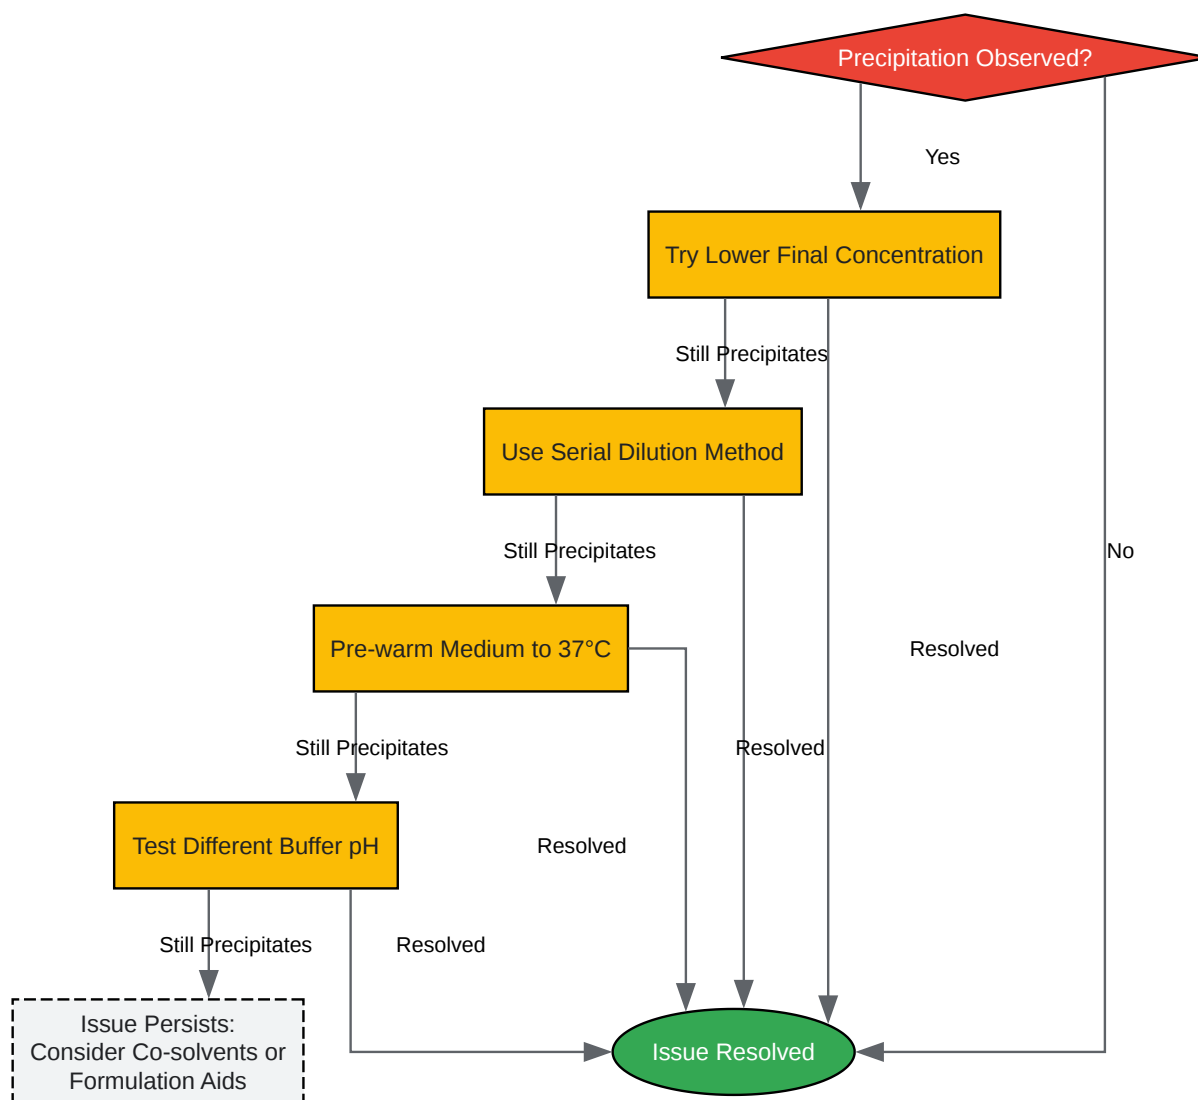 Precipitation Observed?
Yes
Try Lower Final Concentration
Still Precipitates
Use Serial Dilution Method
Still Precipitates
No
Pre-warm Medium to 37°C
Resolved
Still Precipitates
Resolved
Test Different Buffer pH
Resolved
Still Precipitates
Resolved
Issue Persists:
Consider Co-solvents or
Formulation Aids
Issue Resolved